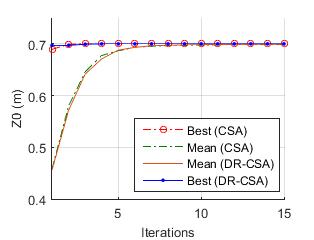 0.7
0.6
0.5
0.4
Zθ (m)
Best (CSA)
Mean (CSA)
Mean (DR-CSA)
Best (DR-CSA)
5
10
15
Iterations